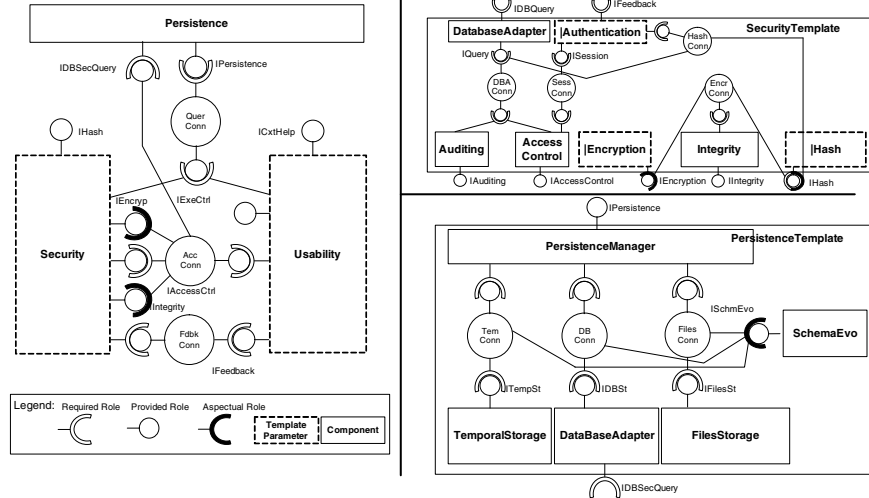 Persistence
IDBSecQuery
IPersistence
Quer
Conn
IHash
ICxtHelp
IExeCtrl
IEncryp
Security
Usability
Acc
Conn
IAccessCtrl
IIntegrity
Fdbk
Conn
IFeedback
Legend:
Required Role
Provided Role
Aspectual Role
Template
Parameter
Component
IDBQuery
IFeedback
SecurityTemplate
DatabaseAdapter
|Authentication
Hash
Conn
IQuery
ISession
DBA
Conn
Sess
Conn
Encr
Conn
Auditing
Access
Control
|Encryption
Integrity
|Hash
IAuditing
IAccessControl
IEncryption
IIntegrity
IHash
IPersistence
PersistenceManager
PersistenceTemplate
ISchmEvo
Tem
Conn
DB
Conn
Files
Conn
SchemaEvo
ITempSt
IDBSt
IFilesSt
TemporalStorage
DataBaseAdapter
FilesStorage
IDBSecQuery